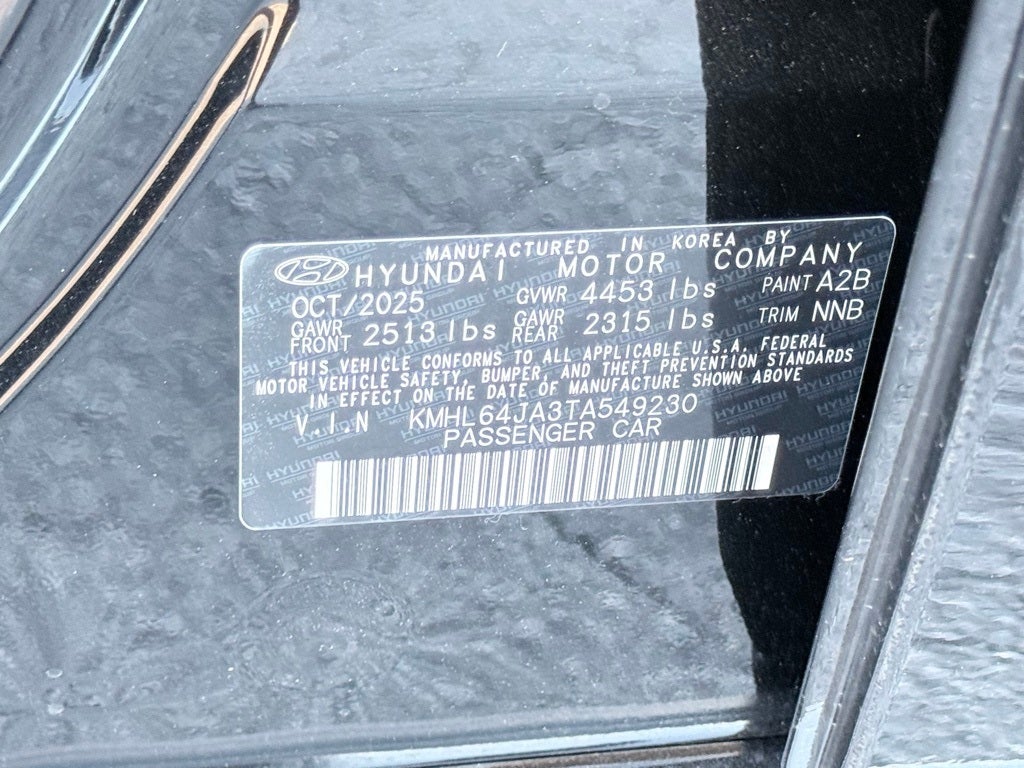 MANUFACTURED IN KOREA BY
HYUNDAI MOTOR COMPANY
OCT/2025 GVWR 4453 lbs PAINT A2B
GAWR FRONT 2513 lbs GAWR REAR 2315 lbs TRIM NNB
THIS VEHICLE CONFORMS TO ALL APPLICABLE U.S.A. FEDERAL
MOTOR VEHICLE SAFETY, BUMPER, AND THEFT PREVENTION STANDARDS
IN EFFECT ON THE DATE OF MANUFACTURE SHOWN ABOVE
V.I.N KMHL64JA3TA549230
PASSENGER CAR